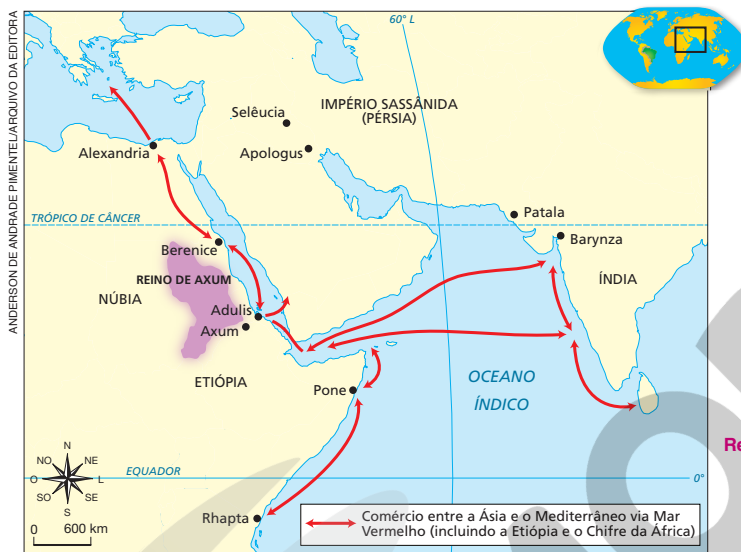 ANDERSON DE ANDRADE PIMENTEL/ARQUIVO DA EDITORA
60° L
IMPÉRIO SASSÂNIDA
(PÉRSIA)
Selêucia
Alexandria
Apologus
TRÓPICO DE CÂNCER
Patala
Berenice
Barynza
REINO DE AXUM
ÍNDIA
NÚBIA
Adulis
Axum
ETIÓPIA
Pone
OCEANO
ÍNDICO
Re
N
NO
NE
O
L
SO
SE
S
EQUADOR
0°
0 600 km
Rhapta
Comércio entre a Ásia e o Mediterrâneo via Mar
Vermelho (incluindo a Etiópia e o Chifre da África)